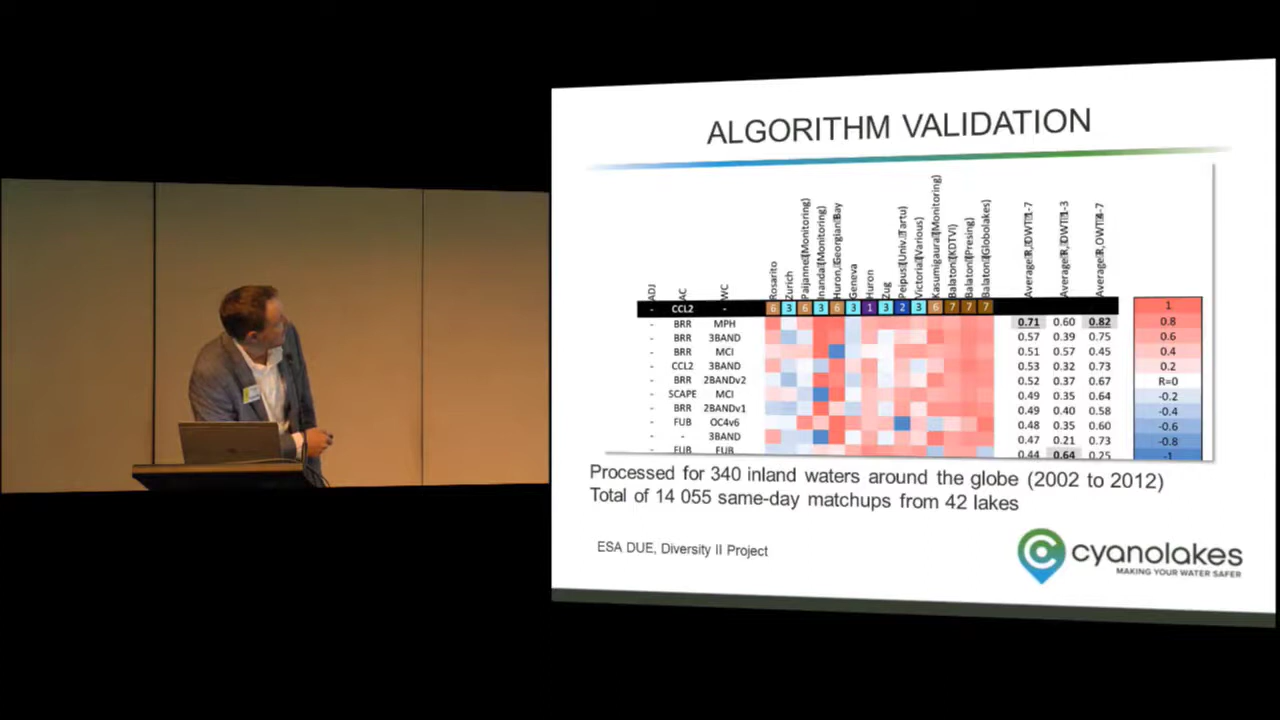 ALGORITHM VALIDATION
ADJ AC WC Rosarito Zurich Paijanne (Monitoring) Inanda (Monitoring) Huron, Georgian Bay Geneva Huron Zug Peipus (Univ. Tartu) Victoria (Various) Kasumigaura (Monitoring) Balaton (KDTVI) Balaton (Presing) Balaton (Globolakes) Average R, OWT 1-7 Average R, OWT 1-3 Average R, OWT 4-7
- CCL2 - 6 3 6 3 6 3 1 3 2 3 6 7 7 7
- BRR MPH 0.71 0.60 0.82
- BRR 3BAND 0.57 0.39 0.75
- BRR MCI 0.51 0.57 0.45
- CCL2 3BAND 0.53 0.32 0.73
- BRR 2BANDv2 0.52 0.37 0.67
- SCAPE MCI 0.49 0.35 0.64
- BRR 2BANDv1 0.49 0.40 0.58
- FUB OC4v6 0.48 0.35 0.60
- - 3BAND 0.47 0.21 0.73
FUB FUB 0.44 0.64 0.25
1
0.8
0.6
0.4
0.2
R=0
-0.2
-0.4
-0.6
-0.8
-1
Processed for 340 inland waters around the globe (2002 to 2012)
Total of 14 055 same-day matchups from 42 lakes
ESA DUE, Diversity II Project
cyanolakes
MAKING YOUR WATER SAFER